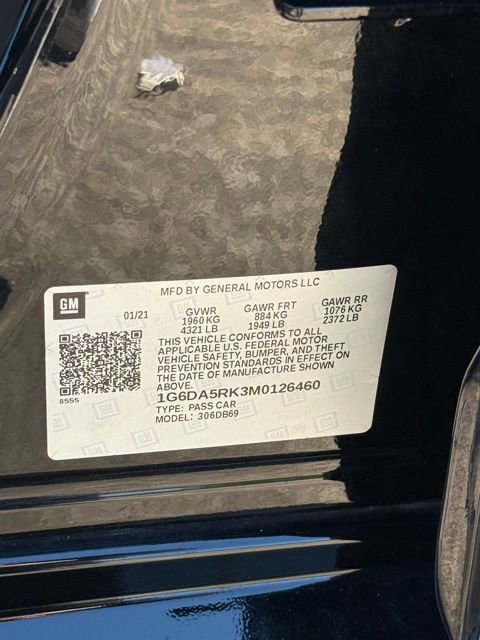 MFD BY GENERAL MOTORS LLC
GM
01/21
GVWR
1960 KG
4321 LB
GAWR FRT
884 KG
1949 LB
GAWR RR
1076 KG
2372 LB
THIS VEHICLE CONFORMS TO ALL
APPLICABLE U.S. FEDERAL MOTOR
VEHICLE SAFETY, BUMPER, AND THEFT
PREVENTION STANDARDS IN EFFECT ON
THE DATE OF MANUFACTURE SHOWN
ABOVE.
8555
1G6DA5RK3M0126460
TYPE: PASS CAR
MODEL: 306DB69